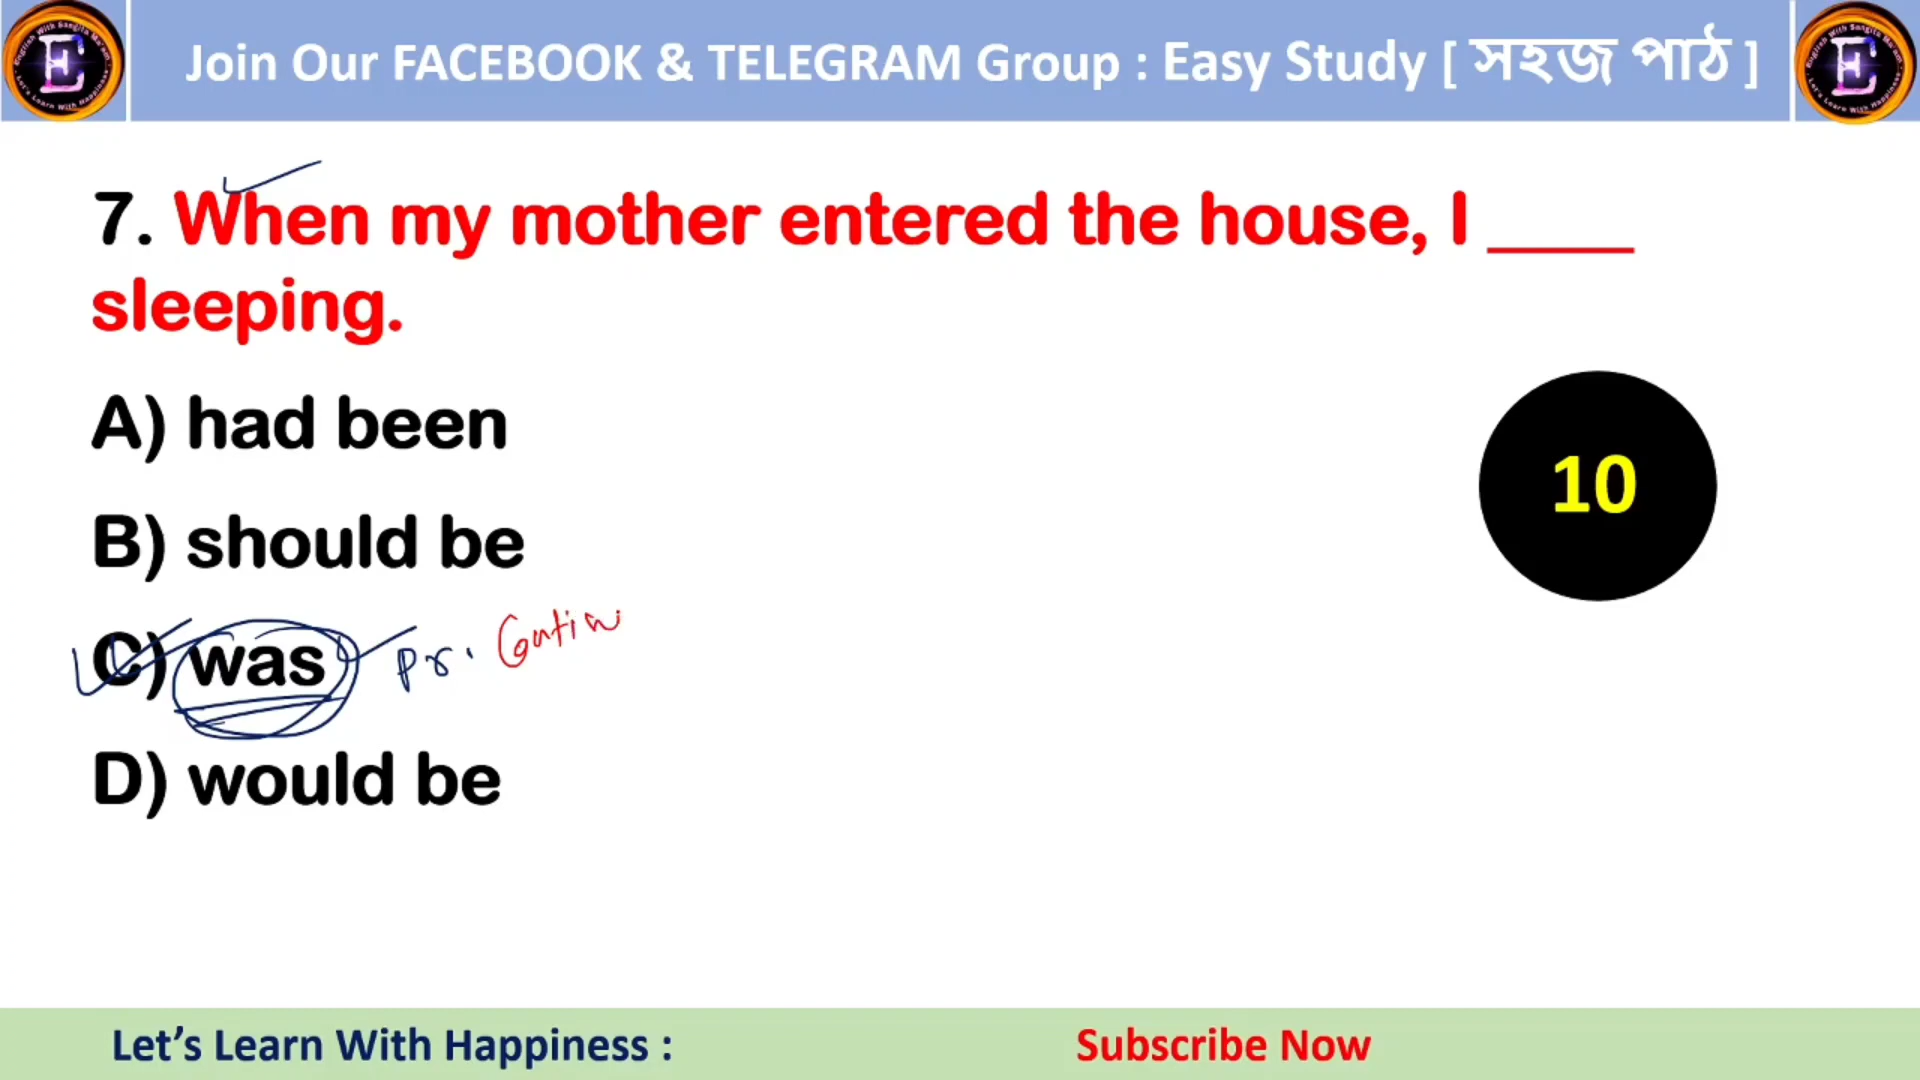 Join Our FACEBOOK & TELEGRAM Group : Easy Study [ সহজ পাঠ ]
E
E
7. When my mother entered the house, I ____
sleeping.
A) had been
10
B) should be
C) was
D) would be
Let’s Learn With Happiness :
Subscribe Now